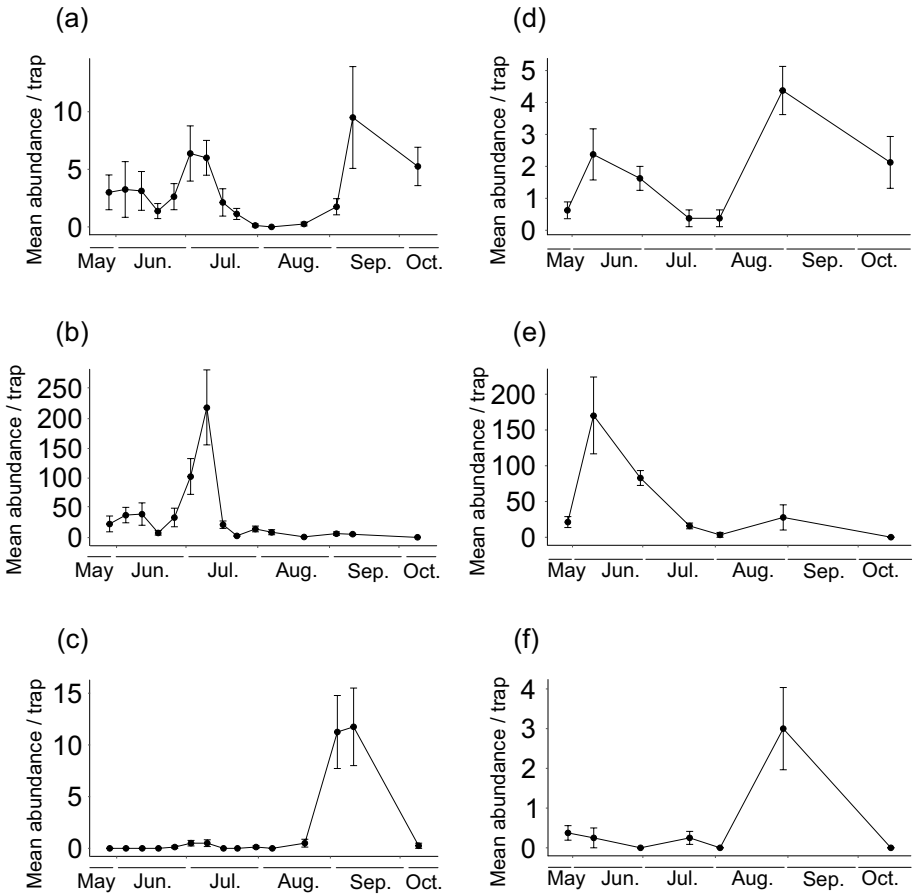 (a)
Mean abundance / trap
10
5
0
May Jun. Jul. Aug. Sep. Oct.
(d)
Mean abundance / trap
5
4
3
2
1
0
May Jun. Jul. Aug. Sep. Oct.
(b)
Mean abundance / trap
250
200
150
100
50
0
May Jun. Jul. Aug. Sep. Oct.
(e)
Mean abundance / trap
200
150
100
50
0
May Jun. Jul. Aug. Sep. Oct.
(c)
Mean abundance / trap
15
10
5
0
May Jun. Jul. Aug. Sep. Oct.
(f)
Mean abundance / trap
4
3
2
1
0
May Jun. Jul. Aug. Sep. Oct.